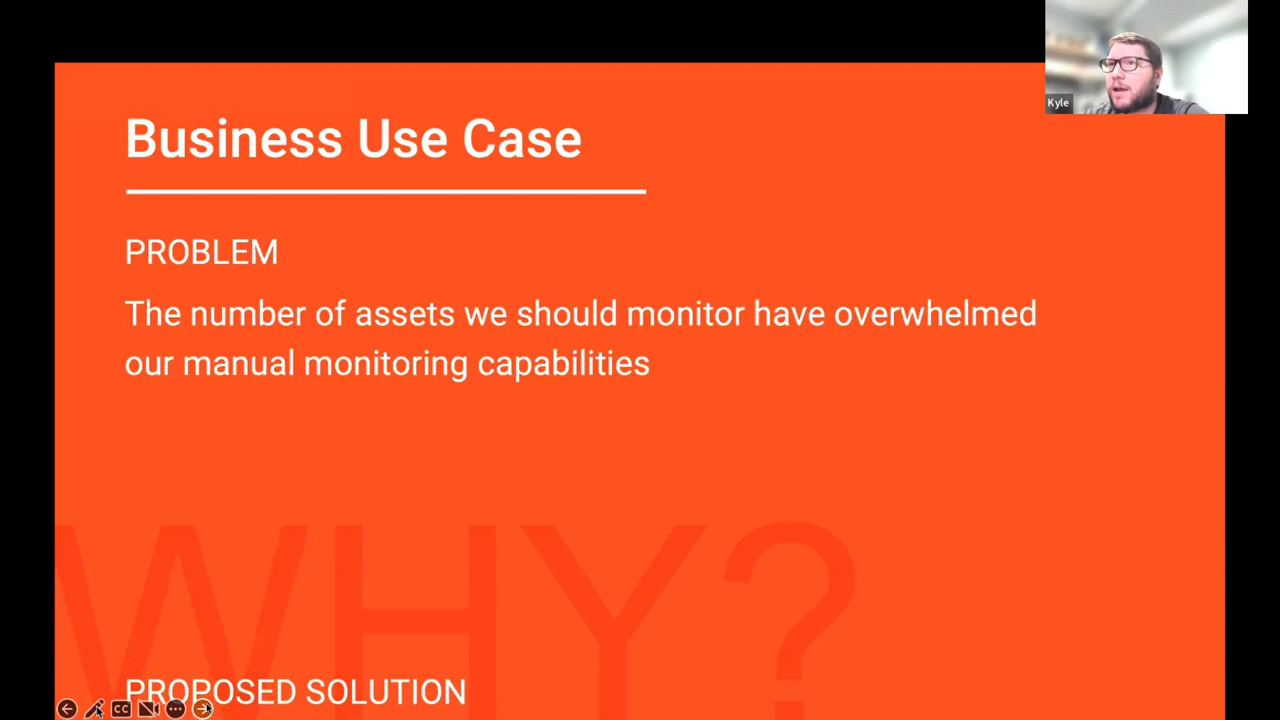 Kyle
Business Use Case
PROBLEM
The number of assets we should monitor have overwhelmed
our manual monitoring capabilities
WHY?
PROPOSED SOLUTION
CC